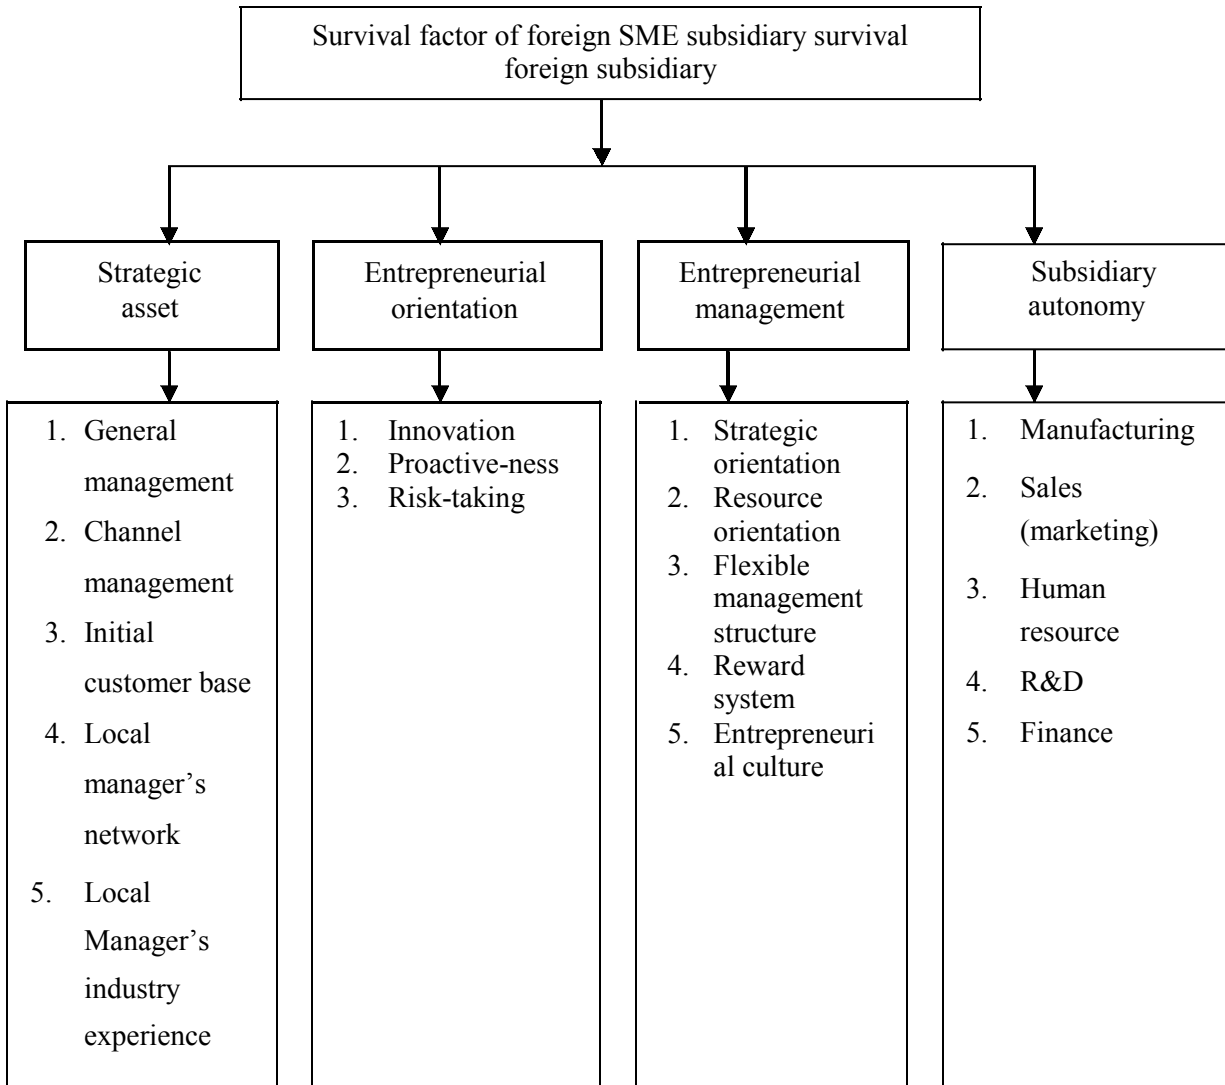 Survival factor of foreign SME subsidiary survival
foreign subsidiary
Strategic
asset
Entrepreneurial
orientation
Entrepreneurial
management
Subsidiary
autonomy
1. General
management
2. Channel
management
3. Initial
customer base
4. Local
manager’s
network
5. Local
Manager’s
industry
experience
1. Innovation
2. Proactive-ness
3. Risk-taking
1. Strategic
orientation
2. Resource
orientation
3. Flexible
management
structure
4. Reward
system
5. Entrepreneuri
al culture
1. Manufacturing
2. Sales
(marketing)
3. Human
resource
4. R&D
5. Finance